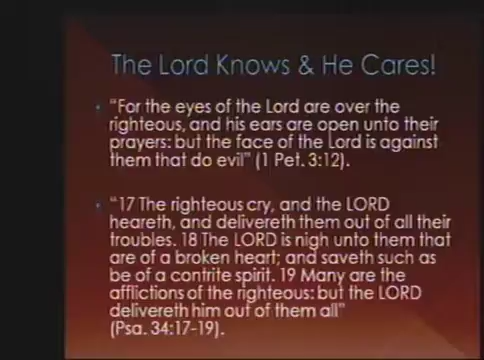 The Lord Knows & He Cares!
• "For the eyes of the Lord are over the
righteous, and his ears are open unto their
prayers: but the face of the Lord is against
them that do evil" (1 Pet. 3:12).
• "17 The righteous cry, and the LORD
heareth, and delivereth them out of all their
troubles. 18 The LORD is nigh unto them that
are of a broken heart; and saveth such as
be of a contrite spirit. 19 Many are the
afflictions of the righteous: but the LORD
delivereth him out of them all"
(Psa. 34:17-19).